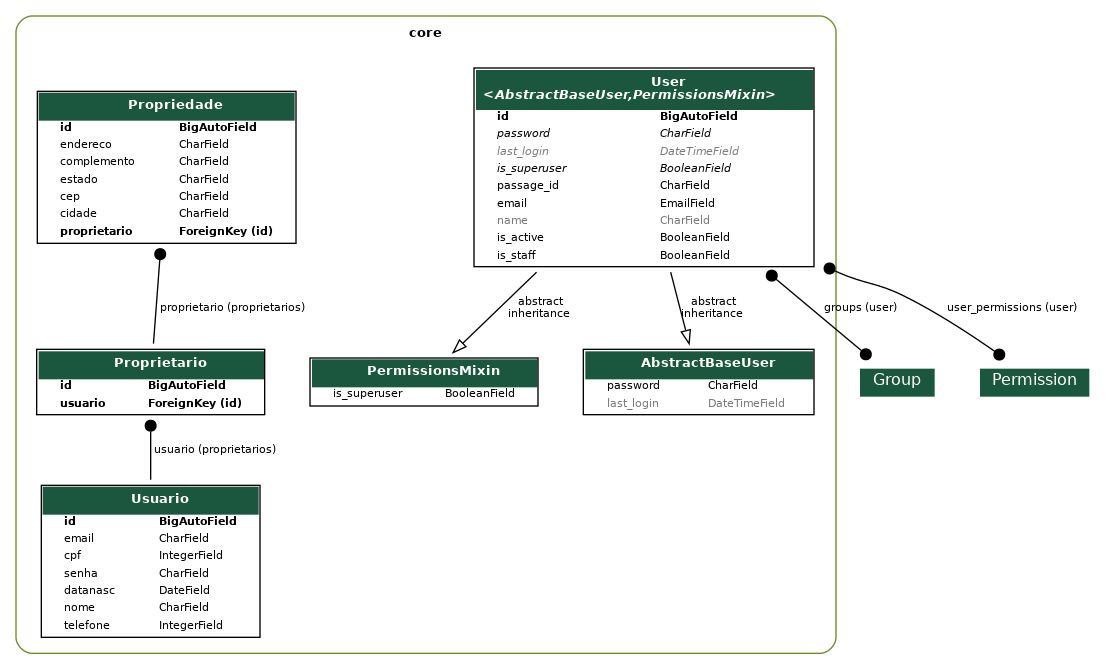 core
Propriedade
id BigAutoField
endereco CharField
complemento CharField
estado CharField
cep CharField
cidade CharField
proprietario ForeignKey (id)
User
<AbstractBaseUser,PermissionsMixin>
id BigAutoField
password CharField
last_login DateTimeField
is_superuser BooleanField
passage_id CharField
email EmailField
name CharField
is_active BooleanField
is_staff BooleanField
proprietario (proprietarios)
abstract
inheritance
abstract
inheritance
groups (user)
user_permissions (user)
Proprietario
id BigAutoField
usuario ForeignKey (id)
PermissionsMixin
is_superuser BooleanField
AbstractBaseUser
password CharField
last_login DateTimeField
Group
Permission
usuario (proprietarios)
Usuario
id BigAutoField
email CharField
cpf IntegerField
senha CharField
datanasc DateField
nome CharField
telefone IntegerField